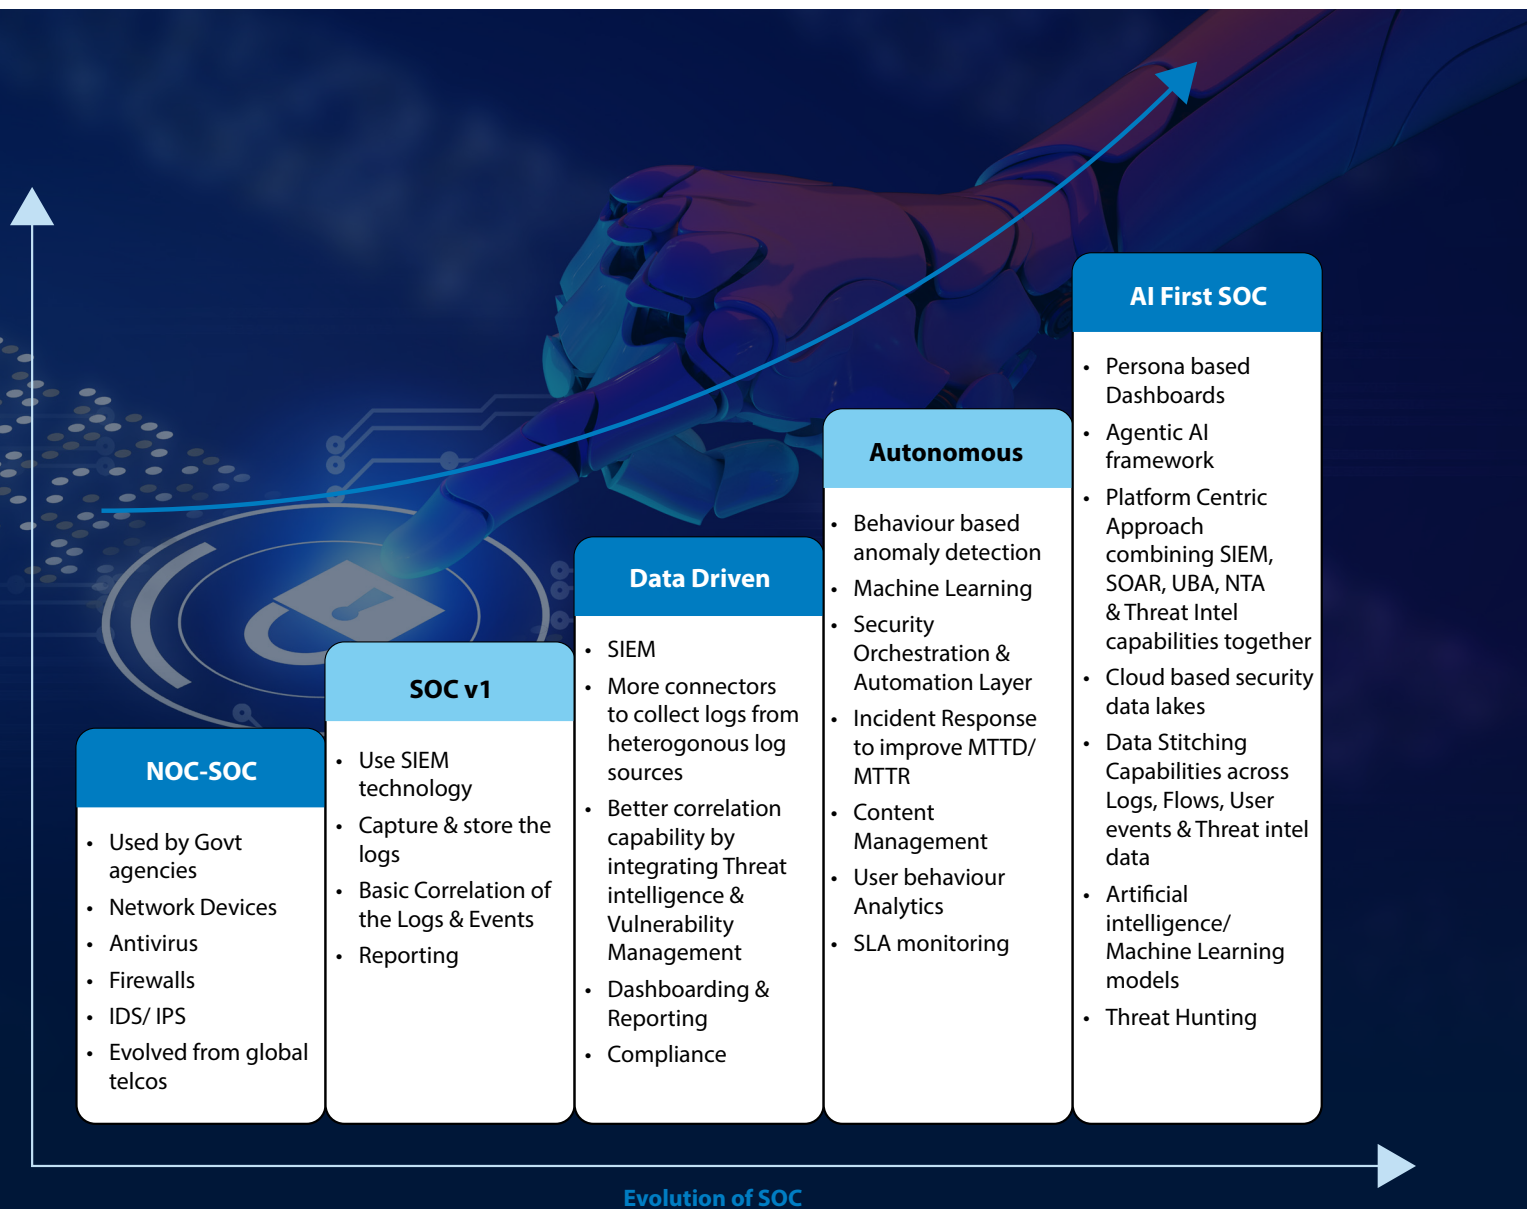 NOC-SOC
• Used by Govt
agencies
• Network Devices
• Antivirus
• Firewalls
• IDS/ IPS
• Evolved from global
telcos
SOC v1
• Use SIEM
technology
• Capture & store the
logs
• Basic Correlation of
the Logs & Events
• Reporting
Data Driven
• SIEM
• More connectors
to collect logs from
heterogonous log
sources
• Better correlation
capability by
integrating Threat
intelligence &
Vulnerability
Management
• Dashboarding &
Reporting
• Compliance
Autonomous
• Behaviour based
anomaly detection
• Machine Learning
• Security
Orchestration &
Automation Layer
• Incident Response
to improve MTTD/
MTTR
• Content
Management
• User behaviour
Analytics
• SLA monitoring
AI First SOC
• Persona based
Dashboards
• Agentic AI
framework
• Platform Centric
Approach
combining SIEM,
SOAR, UBA, NTA
& Threat Intel
capabilities together
• Cloud based security
data lakes
• Data Stitching
Capabilities across
Logs, Flows, User
events & Threat intel
data
• Artificial
intelligence/
Machine Learning
models
• Threat Hunting
Evolution of SOC